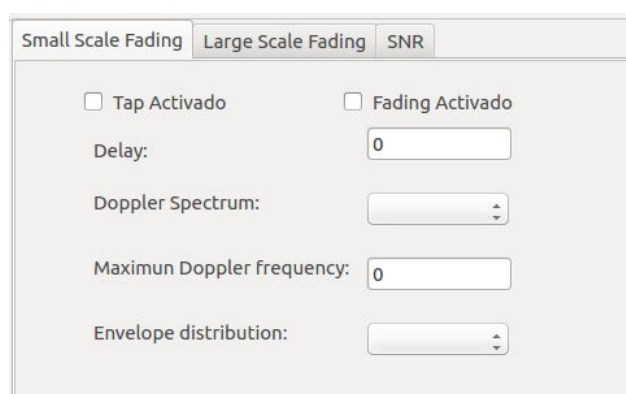 Small Scale Fading Large Scale Fading SNR
Tap Activado Fading Activado
Delay: 0
Doppler Spectrum:
Maximun Doppler frequency: 0
Envelope distribution: